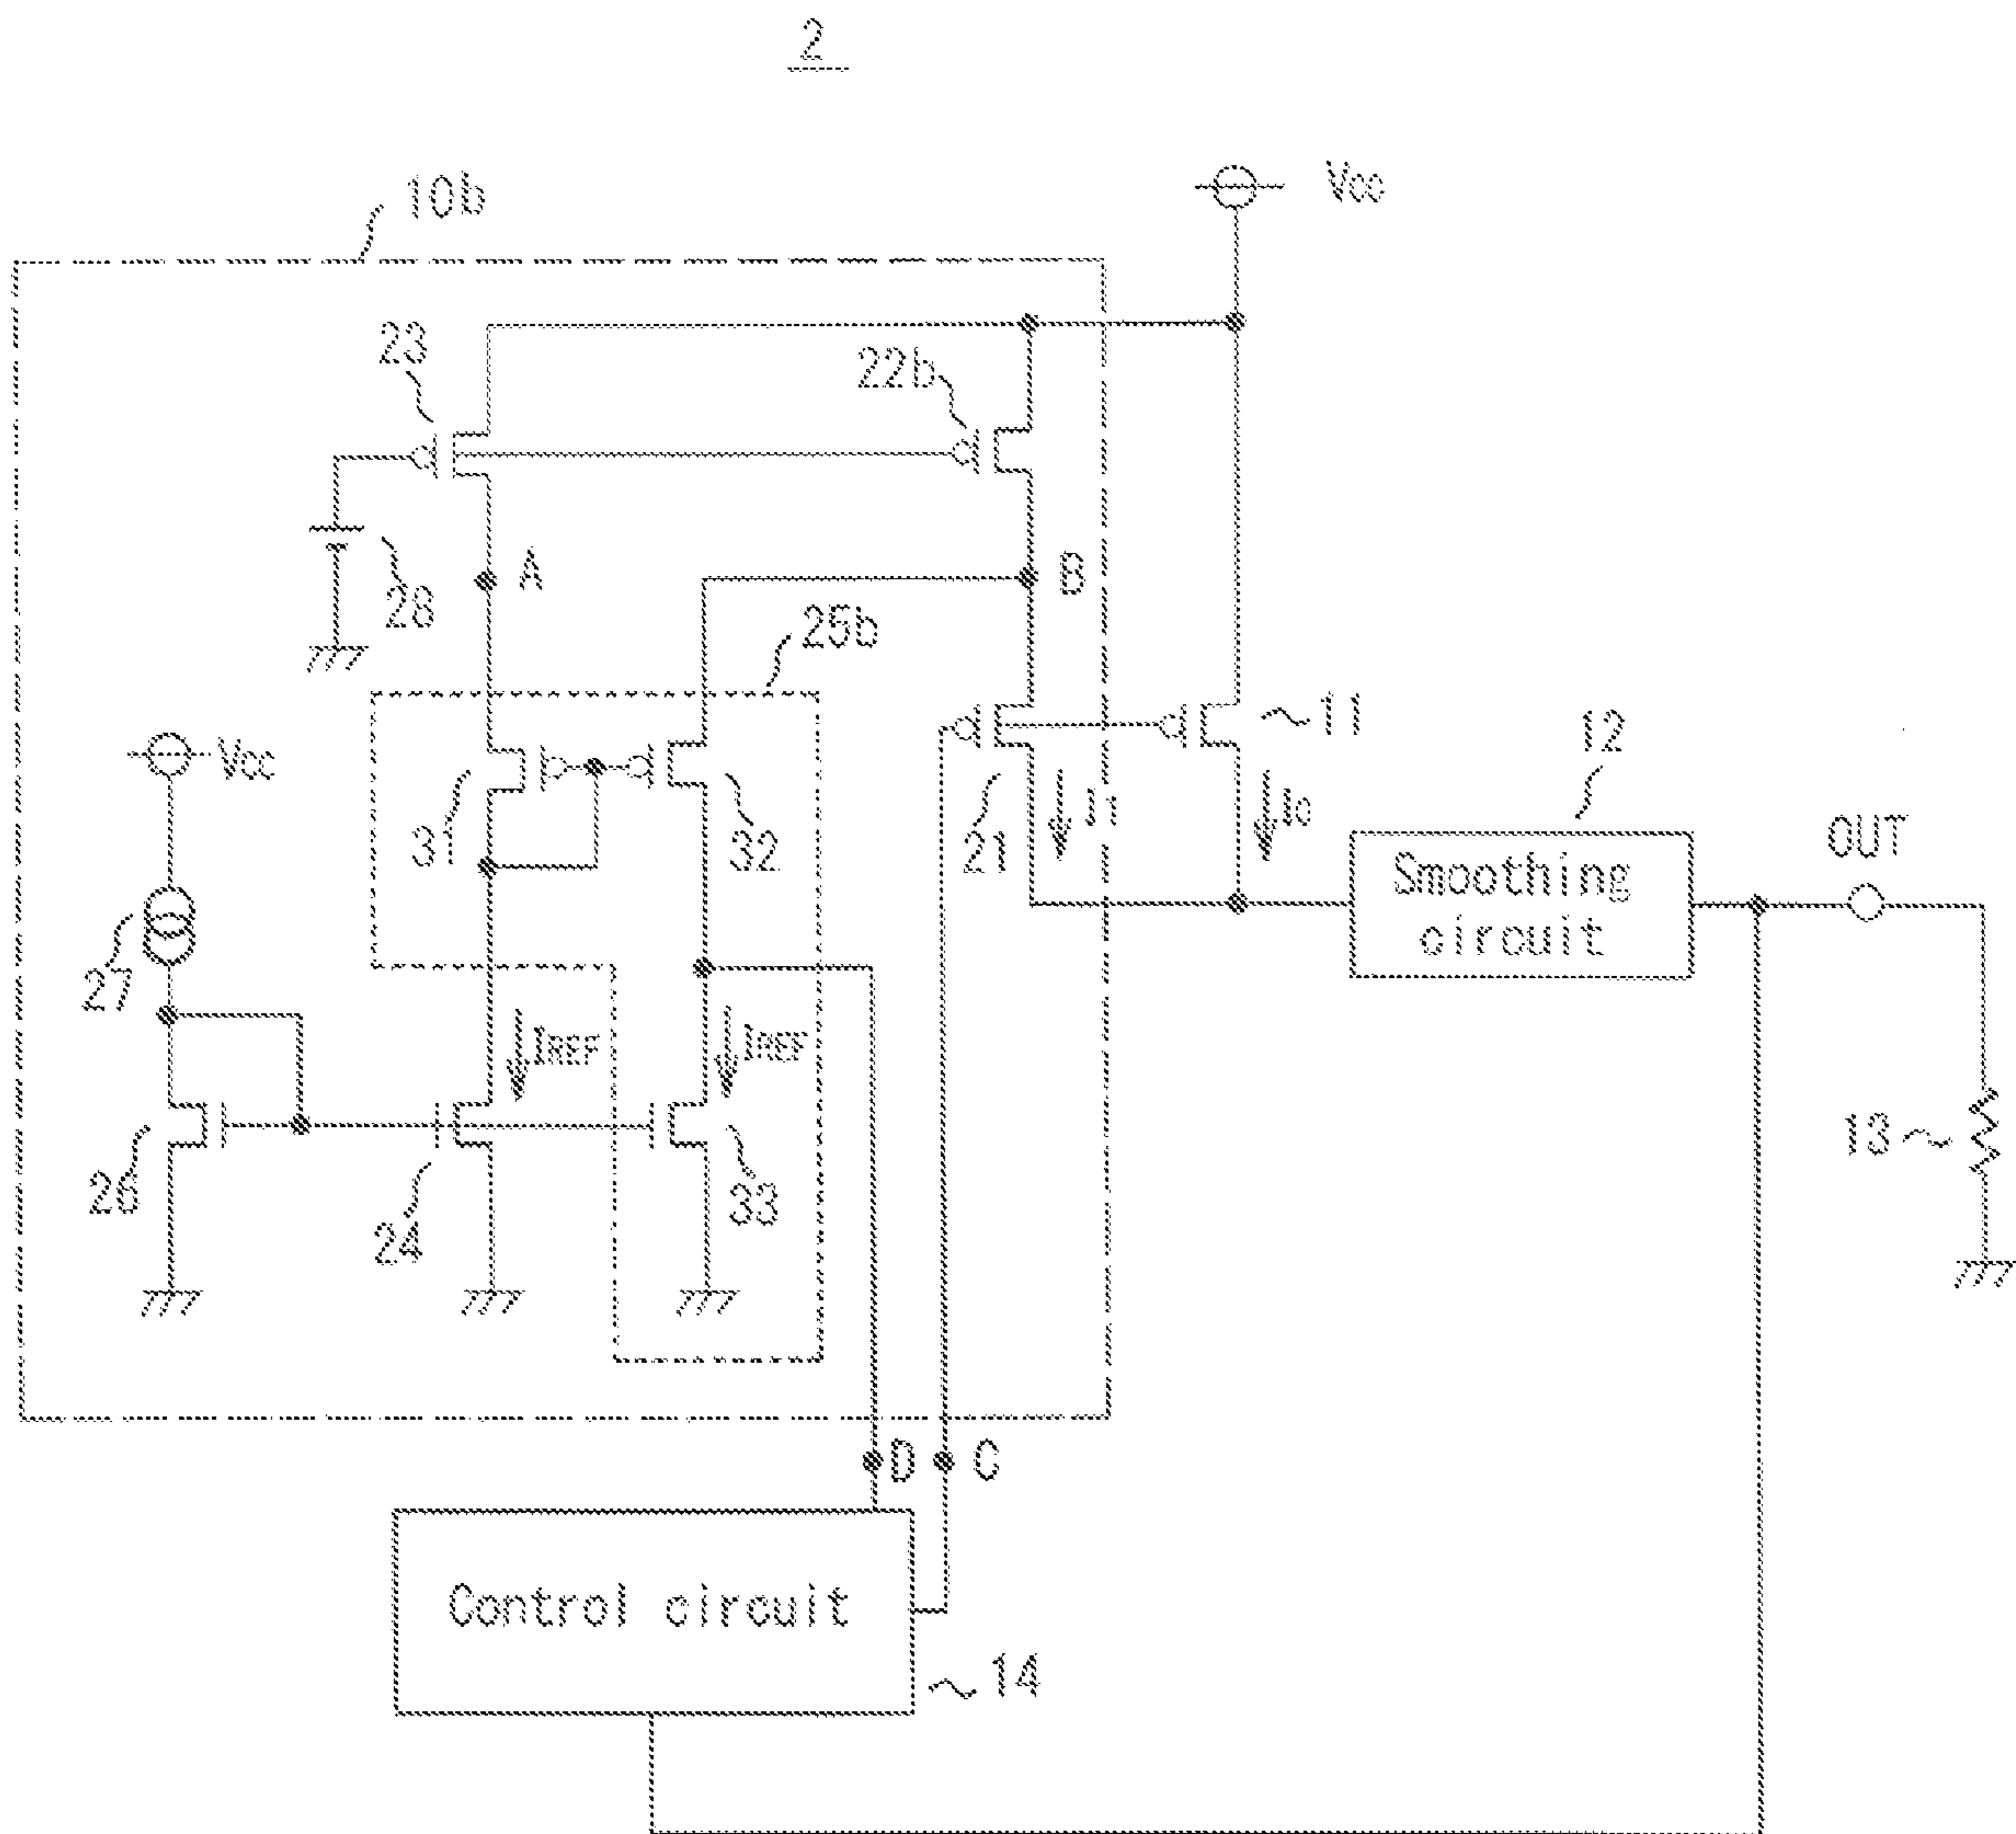 2
10b
Vcc
23
22b
A
B
28
25b
Vcc
11
12
31
32
21
I1
I0
OUT
Smoothing
circuit
27
IREF
IREF
13
26
24
33
D
C
Control circuit
14